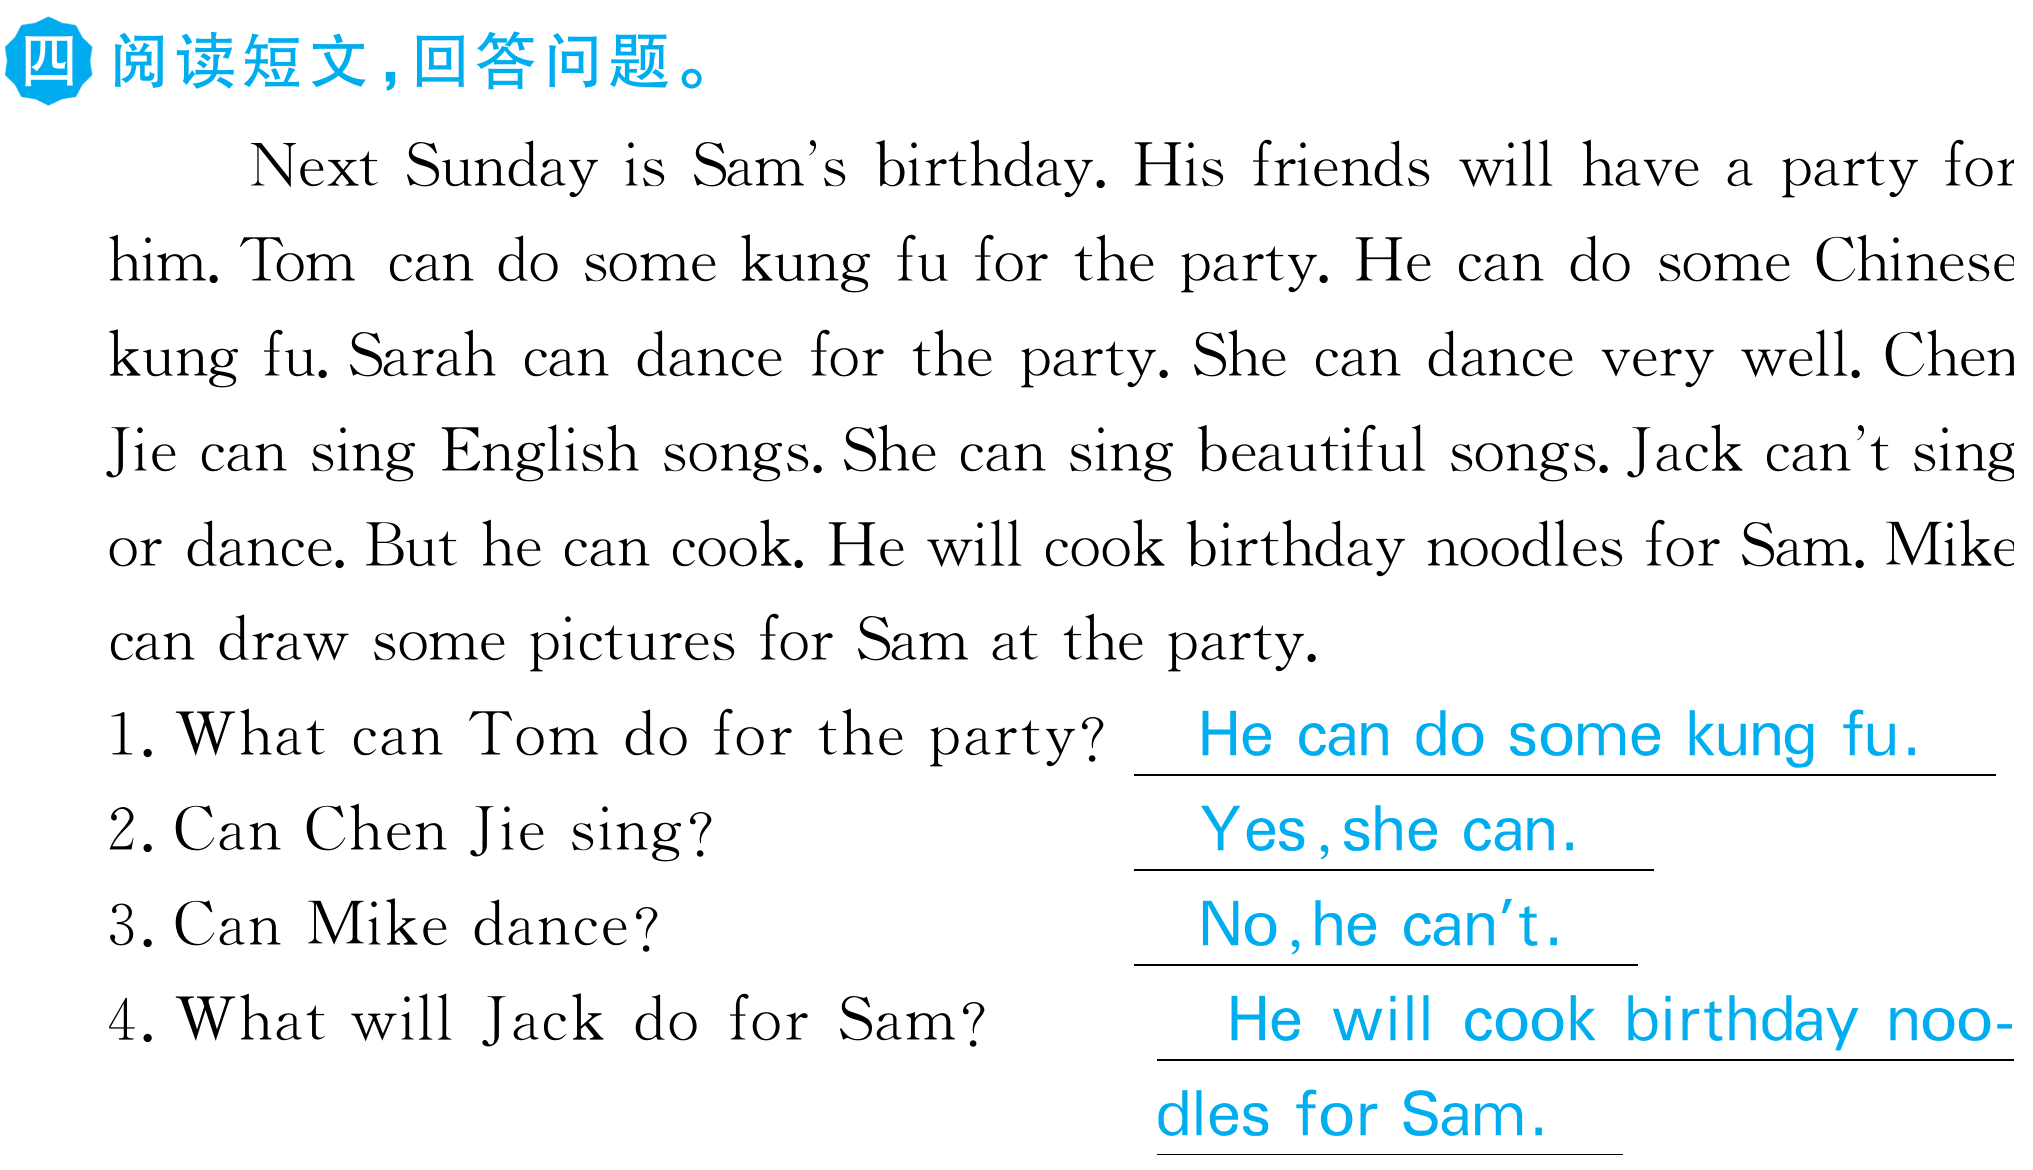 四 阅读短文,回答问题。
Next Sunday is Sam's birthday. His friends will have a party for
him. Tom can do some kung fu for the party. He can do some Chinese
kung fu. Sarah can dance for the party. She can dance very well. Chen
Jie can sing English songs. She can sing beautiful songs. Jack can't sing
or dance. But he can cook. He will cook birthday noodles for Sam. Mike
can draw some pictures for Sam at the party.
1. What can Tom do for the party? He can do some kung fu.
2. Can Chen Jie sing? Yes, she can.
3. Can Mike dance? No, he can't.
4. What will Jack do for Sam? He will cook birthday noo-
dles for Sam.